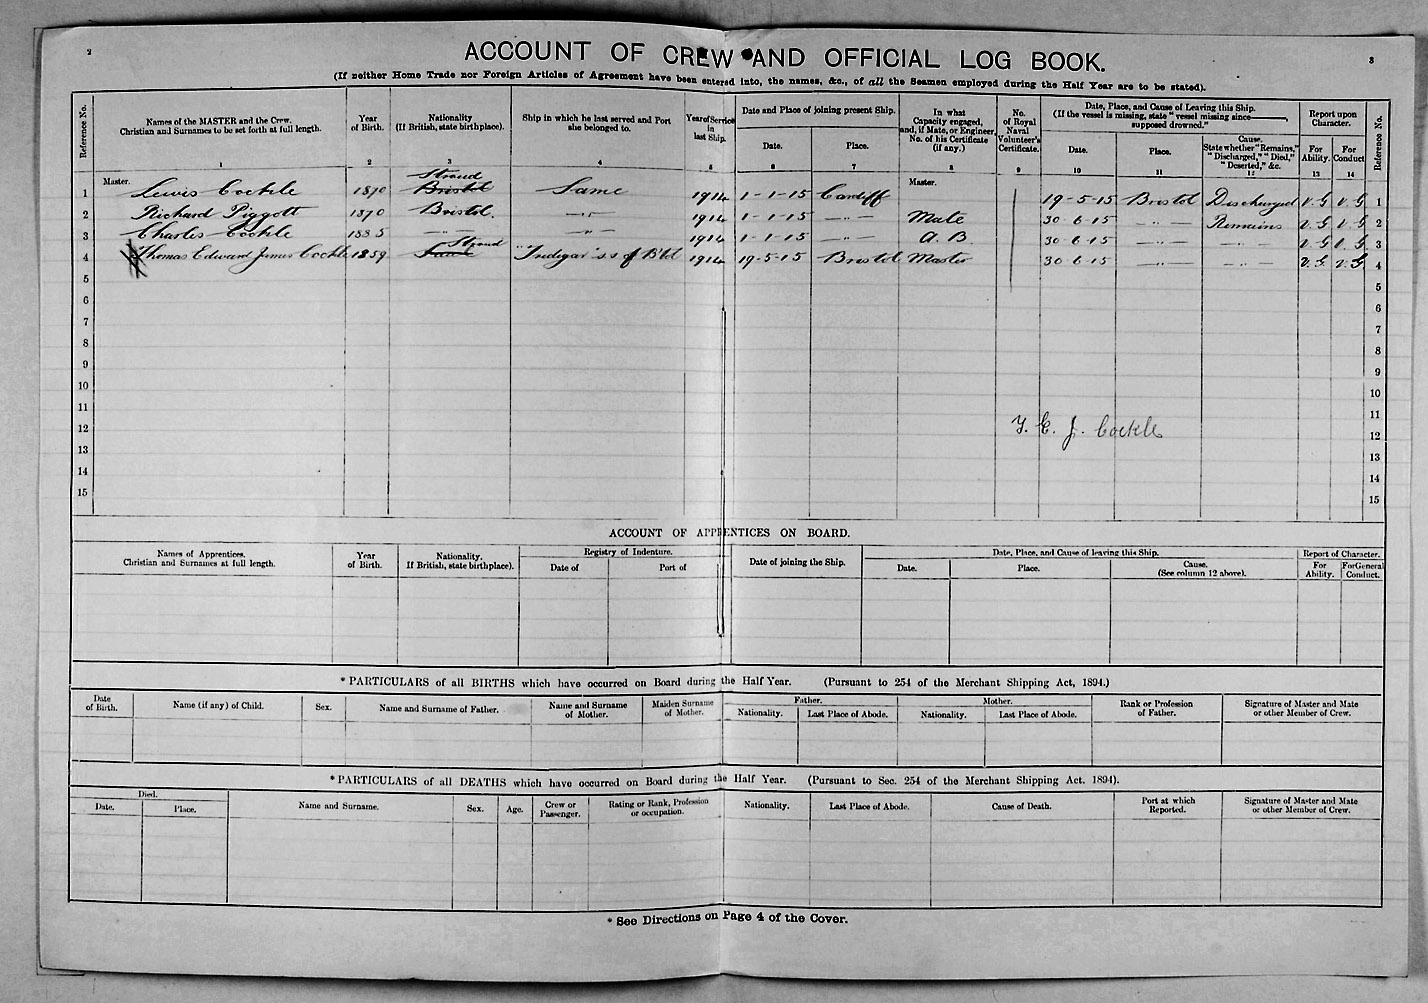 2
3
ACCOUNT OF CREW AND OFFICIAL LOG BOOK.
(If neither Home Trade nor Foreign Articles of Agreement have been entered into, the names, &c., of all the Seamen employed during the Half Year are to be stated).
Reference No. Names of the MASTER and the Crew. Christian and Surnames to be set forth at full length. Year of Birth. Nationality (If British, state birthplace). Ship in which he last served and Port she belonged to. Year of Service in last Ship. Date and Place of joining present Ship. In what Capacity engaged, and, if Mate, or Engineer, No. of his Certificate (if any). No. of Royal Naval Volunteer's Certificate. Date, Place, and Cause of Leaving this Ship. (If the vessel is missing, state "vessel missing since ——, supposed drowned." Report upon Character. Reference No.
Date. Place. Date. Place. Cause. State whether "Remains," "Discharged," "Died," "Deserted," &c. For Ability. For Conduct
1 2 3 4 5 6 7 8 9 10 11 12 13 14
Stroud
1 Master. Lewis Cockle 1870 Bristol Same 1914 1-1-15 Cardiff Master. 19-5-15 Bristol Discharged V.G V.G 1
2 Richard Piggott 1870 Bristol. —"— 1914 1-1-15 —"— Mate 30-6-15 " Remains V.G V.G 2
3 Charles Cockle 1885 —"— —"— 1914 1-1-15 —"— A.B. 30-6-15 —"— —"— V.G V.G 3
Stroud
4 Thomas Edward James Cockle 1859 Same "Tredigar" s.s of B'tol 1914 19-5-15 Bristol Master 30-6-15 —"— —"— V.G. V.G 4
5 5
6 6
7 7
8 8
9 9
10 10
11 11
12 T. E. J. Cockle 12
13 13
14 14
15 15
ACCOUNT OF APPRENTICES ON BOARD.
Names of Apprentices. Christian and Surnames at full length. Year of Birth. Nationality. If British, state birthplace). Registry of Indenture. Date of joining the Ship. Date, Place, and Cause of leaving this Ship. Report of Character.
Date of Port of Date. Place. Cause. (See column 12 above). For Ability. For General Conduct.
* PARTICULARS of all BIRTHS which have occurred on Board during the Half Year. (Pursuant to 254 of the Merchant Shipping Act, 1894.)
Date of Birth. Name (if any) of Child. Sex. Name and Surname of Father. Name and Surname of Mother. Maiden Surname of Mother. Father. Mother. Rank or Profession of Father. Signature of Master and Mate or other Member of Crew.
Nationality. Last Place of Abode. Nationality. Last Place of Abode.
* PARTICULARS of all DEATHS which have occurred on Board during the Half Year. (Pursuant to Sec. 254 of the Merchant Shipping Act, 1894).
Died. Name and Surname. Sex. Age. Crew or Passenger. Rating or Rank, Profession or occupation. Nationality. Last Place of Abode. Cause of Death. Port at which Reported. Signature of Master and Mate or other Member of Crew.
Date. Place.
* See Directions on Page 4 of the Cover.